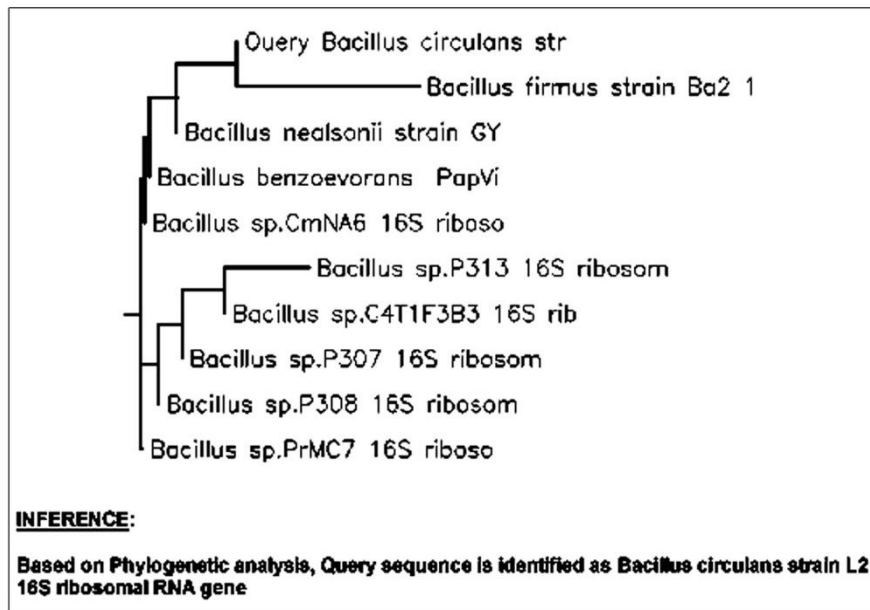 Query Bacillus circulans str
Bacillus firmus strain Ba2 1
Bacillus nealsonii strain GY
Bacillus benzoevorans PapVi
Bacillus sp.CmNA6 16S riboso
Bacillus sp.P313 16S ribosom
Bacillus sp.C4T1F3B3 16S rib
Bacillus sp.P307 16S ribosom
Bacillus sp.P308 16S ribosom
Bacillus sp.PrMC7 16S riboso
INFERENCE:
Based on Phylogenetic analysis, Query sequence is identified as Bacillus circulans strain L2
16S ribosomal RNA gene